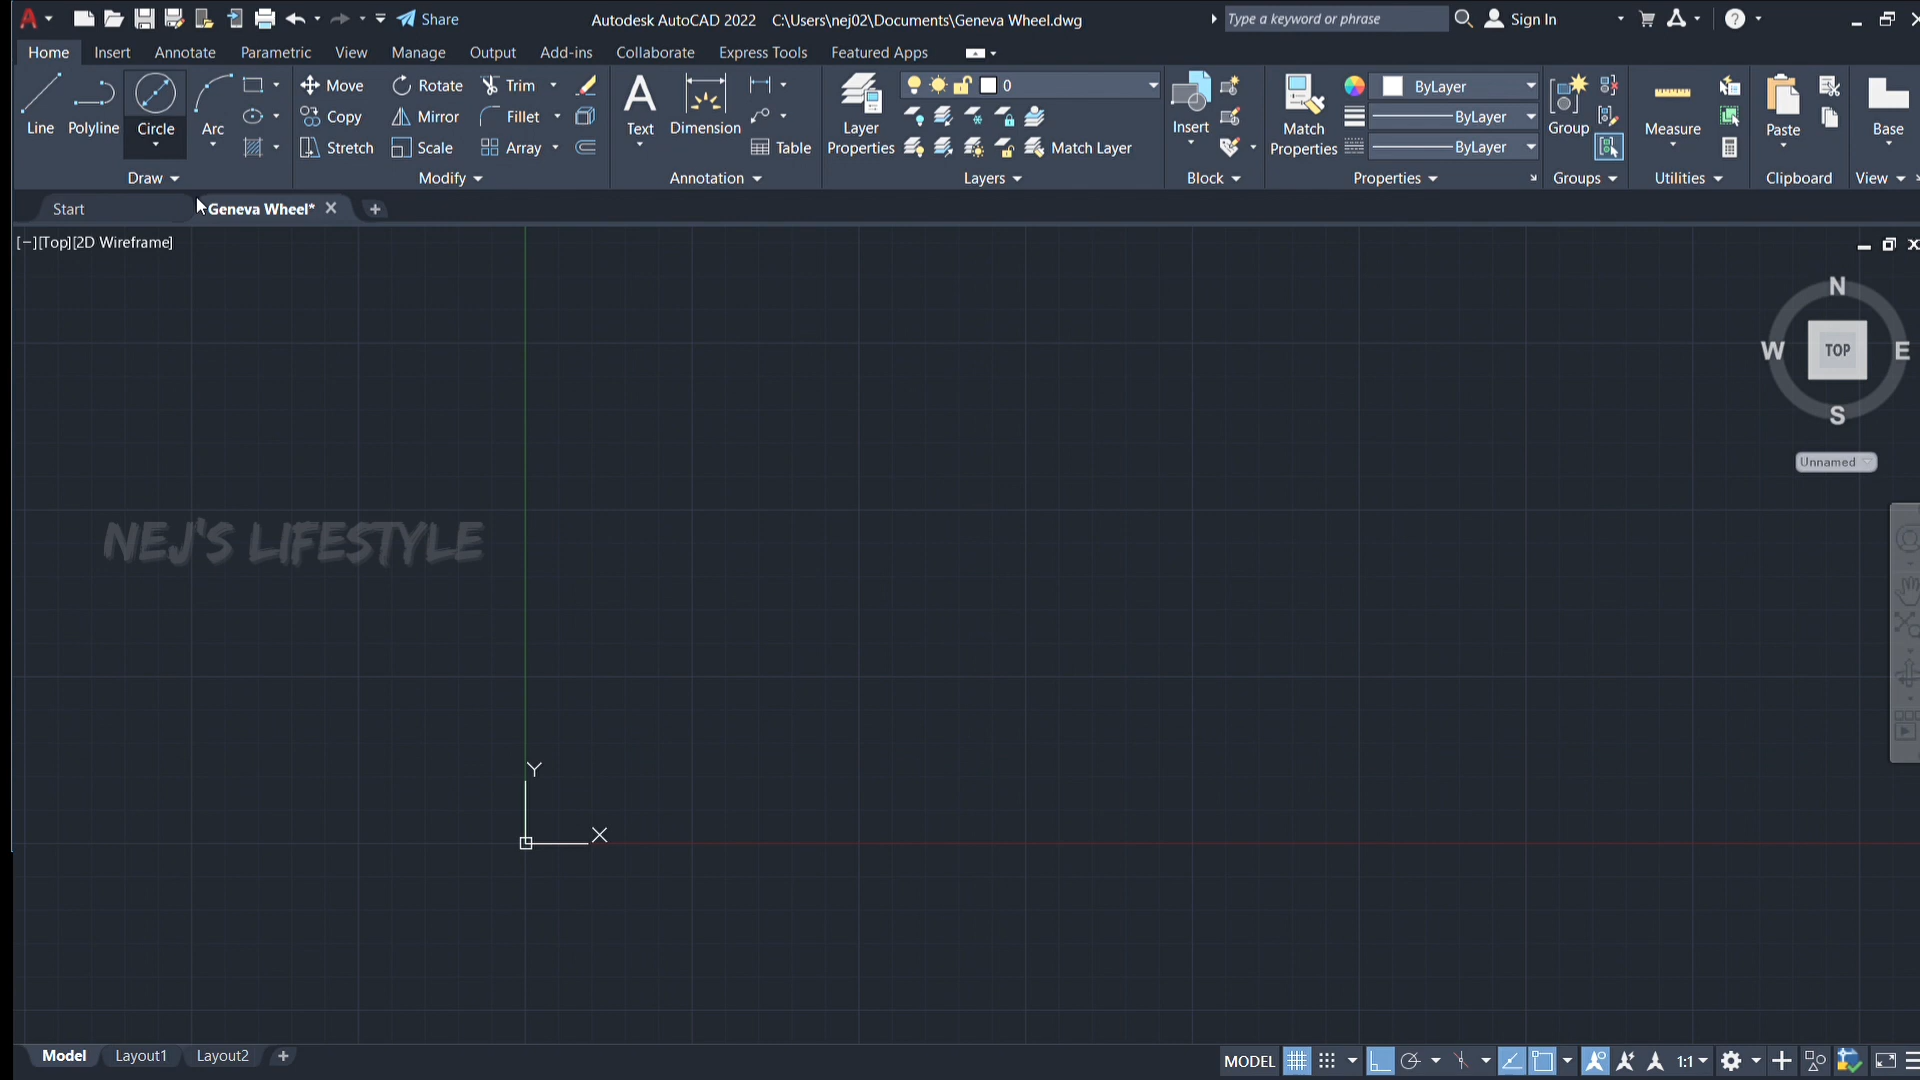 Share
Autodesk AutoCAD 2022 C:\Users\nej02\Documents\Geneva Wheel.dwg
Type a keyword or phrase
Sign In
Home Insert Annotate Parametric View Manage Output Add-ins Collaborate Express Tools Featured Apps
Line Polyline Circle Arc
Draw
Move Rotate Trim
Copy Mirror Fillet
Stretch Scale Array
Modify
Text Dimension Table
Annotation
Layer Properties
0
Match Layer
Layers
Insert
Block
Match Properties
ByLayer
ByLayer
ByLayer
Properties
Group
Groups
Measure
Utilities
Paste
Clipboard
Base
View
Start Geneva Wheel*
[−][Top][2D Wireframe]
N
W TOP E
S
Unnamed
NEJ'S LIFESTYLE
Y
X
Model Layout1 Layout2
MODEL 1:1